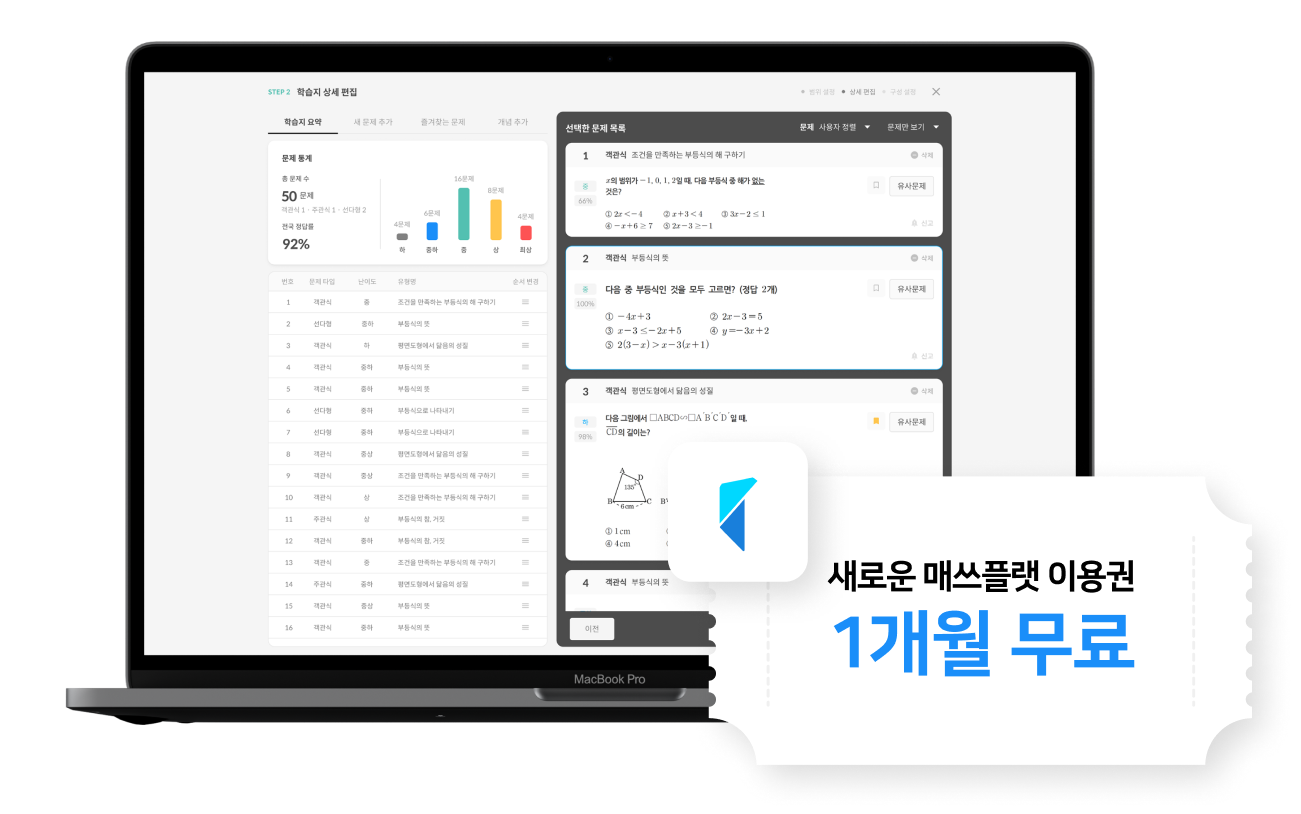 STEP 2 학습지 상세 편집
범위 설정 상세 편집 구성 설정
학습지 요약 새 문제 추가 즐겨찾는 문제 개념 추가
문제 통계
총 문제 수
50 문제
객관식 1 · 주관식 1 · 선다형 2
전국 정답률
92%
4문제 6문제 16문제 8문제 4문제
하 중하 중 상 최상
번호 문제 타입 난이도 유형명 순서 변경
1 객관식 중 조건을 만족하는 부등식의 해 구하기
2 선다형 중하 부등식의 뜻
3 객관식 하 평면도형에서 닮음의 성질
4 객관식 중하 부등식의 뜻
5 객관식 중하 부등식의 뜻
6 선다형 중하 부등식으로 나타내기
7 선다형 중하 부등식으로 나타내기
8 객관식 중상 평면도형에서 닮음의 성질
9 객관식 중상 조건을 만족하는 부등식의 해 구하기
10 객관식 상 조건을 만족하는 부등식의 해 구하기
11 주관식 상 부등식의 참, 거짓
12 객관식 중하 부등식의 참, 거짓
13 객관식 중 조건을 만족하는 부등식의 해 구하기
14 주관식 중하 평면도형에서 닮음의 성질
15 객관식 중상 부등식의 뜻
16 객관식 중하 부등식의 뜻
선택한 문제 목록 문제 사용자 정렬 문제만 보기
1 객관식 조건을 만족하는 부등식의 해 구하기 삭제
중 66%
x의 범위가 −1, 0, 1, 2일 때, 다음 부등식 중 해가 없는
것은?
유사문제
① 2x<−4 ② x+3<4 ③ 3x−2≤1
④ −x+6≥7 ⑤ 2x−3≥−1
신고
2 객관식 부등식의 뜻 삭제
중 100%
다음 중 부등식인 것을 모두 고르면? (정답 2개)
유사문제
① −4x+3 ② 2x−3=5
③ x−3≤−2x+5 ④ y=−3x+2
⑤ 2(3−x)>x−3(x+1)
신고
3 객관식 평면도형에서 닮음의 성질 삭제
하 98%
다음 그림에서 □ABCD∽□A′B′C′D′일 때,
CD의 길이는?
유사문제
A D
135°
B 6cm C B′
① 1cm
④ 4cm
4 객관식 부등식의 뜻
이전
MacBook Pro
새로운 매쓰플랫 이용권
1개월 무료